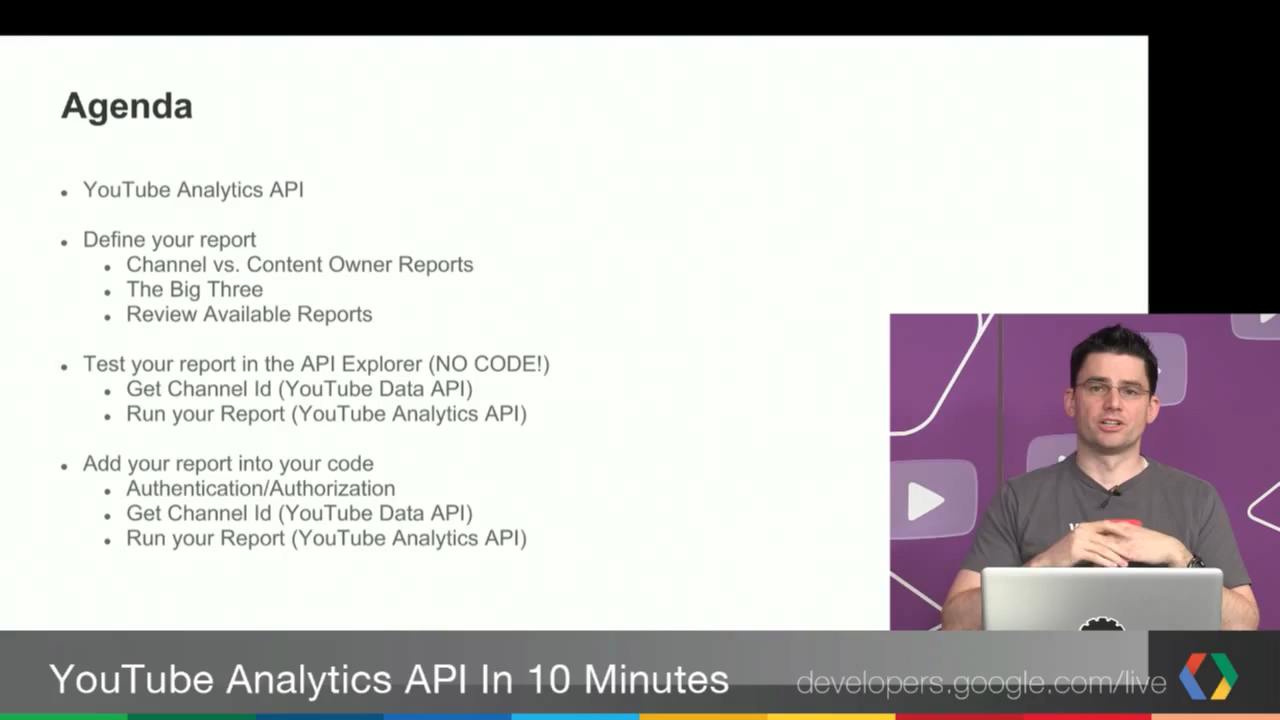 Agenda
• YouTube Analytics API
• Define your report
• Channel vs. Content Owner Reports
• The Big Three
• Review Available Reports
• Test your report in the API Explorer (NO CODE!)
• Get Channel Id (YouTube Data API)
• Run your Report (YouTube Analytics API)
• Add your report into your code
• Authentication/Authorization
• Get Channel Id (YouTube Data API)
• Run your Report (YouTube Analytics API)
YouTube Analytics API In 10 Minutes
developers.google.com/live